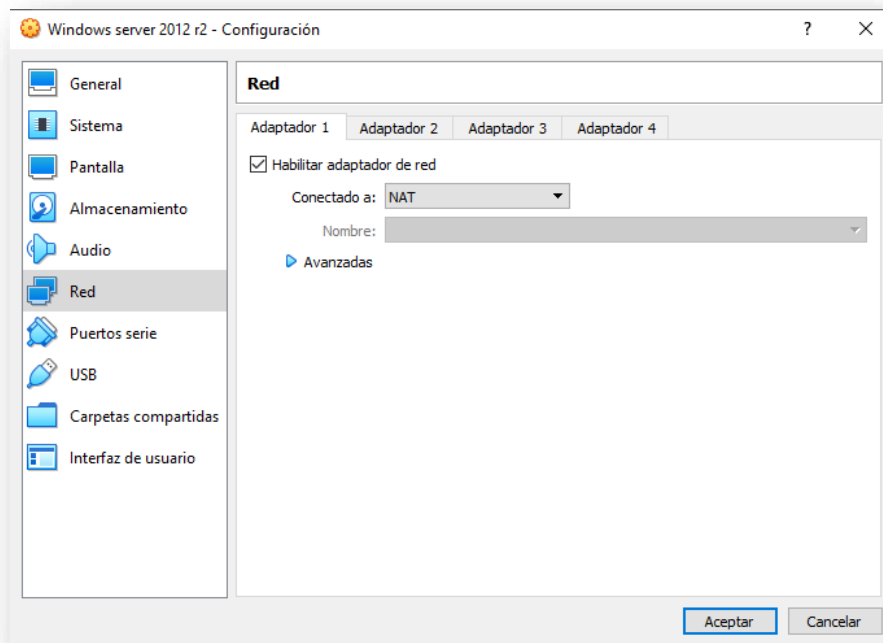 Windows server 2012 r2 - Configuración
?
General
Sistema
Pantalla
Almacenamiento
Audio
Red
Puertos serie
USB
Carpetas compartidas
Interfaz de usuario
Red
Adaptador 1 Adaptador 2 Adaptador 3 Adaptador 4
Habilitar adaptador de red
Conectado a: NAT
Nombre:
Avanzadas
Aceptar Cancelar